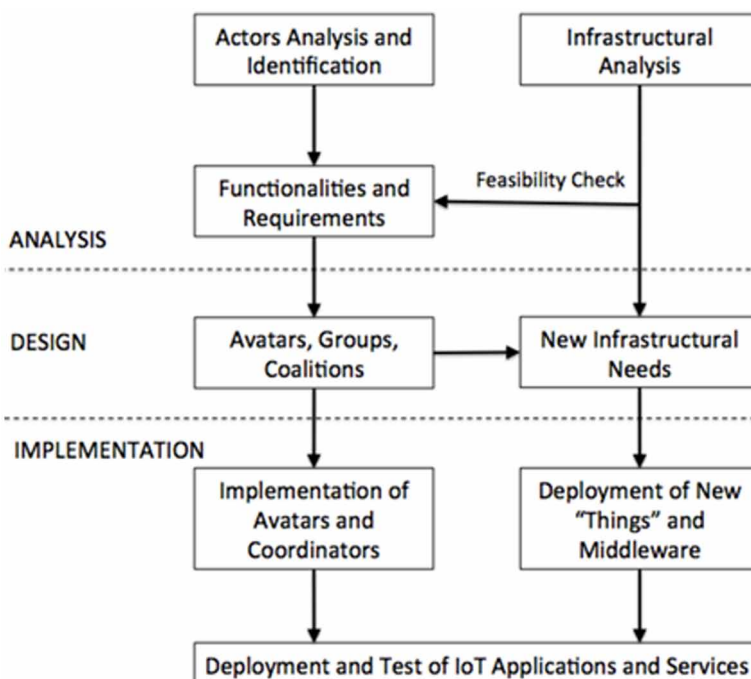 Actors Analysis and
Identification
Infrastructural
Analysis
Feasibility Check
Functionalities and
Requirements
ANALYSIS
DESIGN
Avatars, Groups,
Coalitions
New Infrastructural
Needs
IMPLEMENTATION
Implementation of
Avatars and
Coordinators
Deployment of New
“Things” and
Middleware
Deployment and Test of IoT Applications and Services